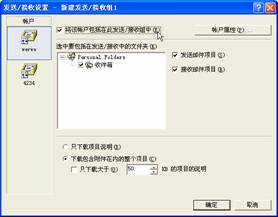 发送/接收设置 - 新建发送/接收组1
帐户
verve
4234
将该帐户包括在此发送/接收组中(I)
帐户属性(P)...
选中要包括在发送/接收中的文件夹(F)
Personal Folders
收件箱
发送邮件项目(S)
接收邮件项目(R)
只下载项目说明(D)
下载包含附件在内的整个项目(C)
只下载大于(O) 50 KB 的项目的说明
确定
取消